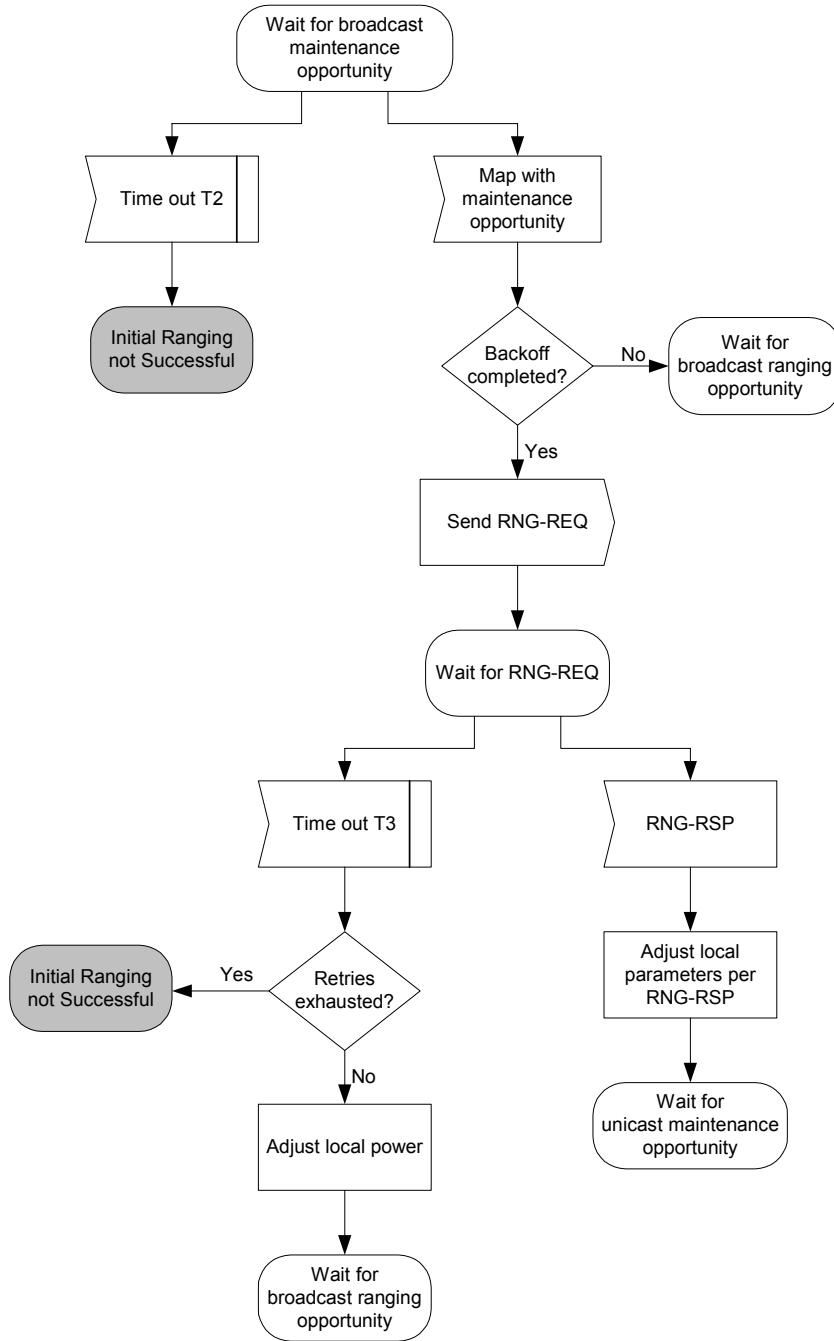 Wait for broadcast
maintenance
opportunity
Time out T2
Map with
maintenance
opportunity
Initial Ranging
not Successful
Backoff
completed?
No
Wait for
broadcast ranging
opportunity
Yes
Send RNG-REQ
Wait for RNG-REQ
Time out T3
RNG-RSP
Initial Ranging
not Successful
Yes
Retries
exhausted?
Adjust local
parameters per
RNG-RSP
No
Adjust local power
Wait for
unicast maintenance
opportunity
Wait for
broadcast ranging
opportunity